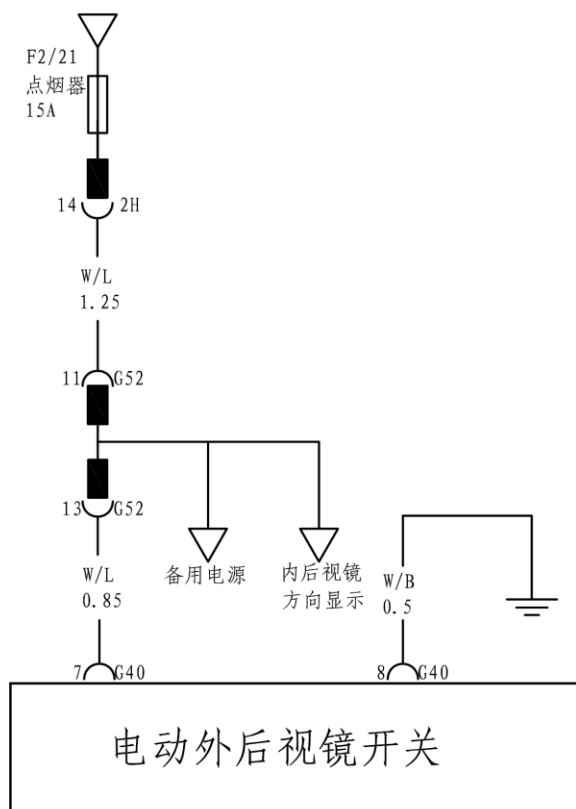 F2/21
点烟器
15A
14 2H
W/L
1.25
11 G52
13 G52
W/L
0.85
备用电源
内后视镜
方向显示
W/B
0.5
7 G40
8 G40
电动外后视镜开关